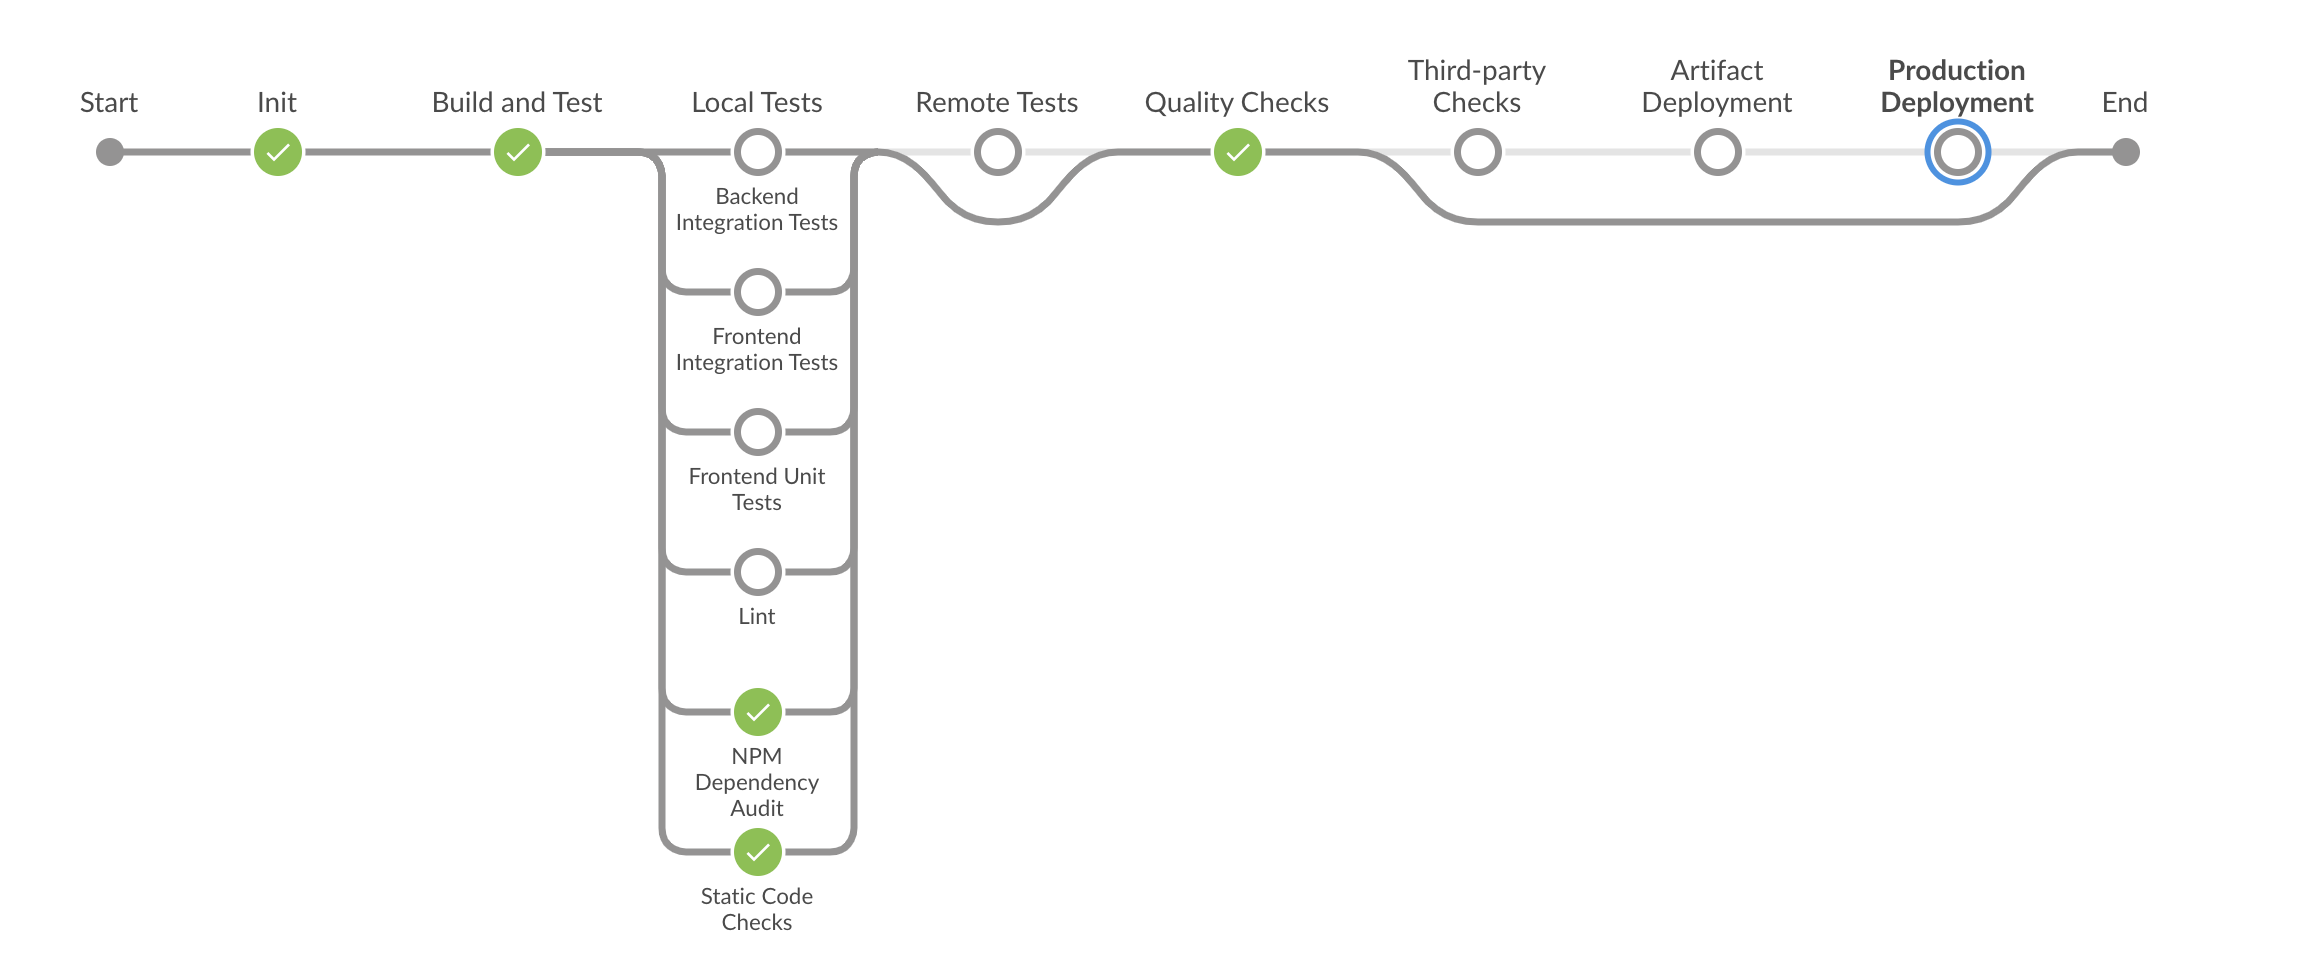 Start
Init
Build and Test
Local Tests
Remote Tests
Quality Checks
Third-party
Checks
Artifact
Deployment
Production
Deployment
End
Backend
Integration Tests
Frontend
Integration Tests
Frontend Unit
Tests
Lint
NPM
Dependency
Audit
Static Code
Checks